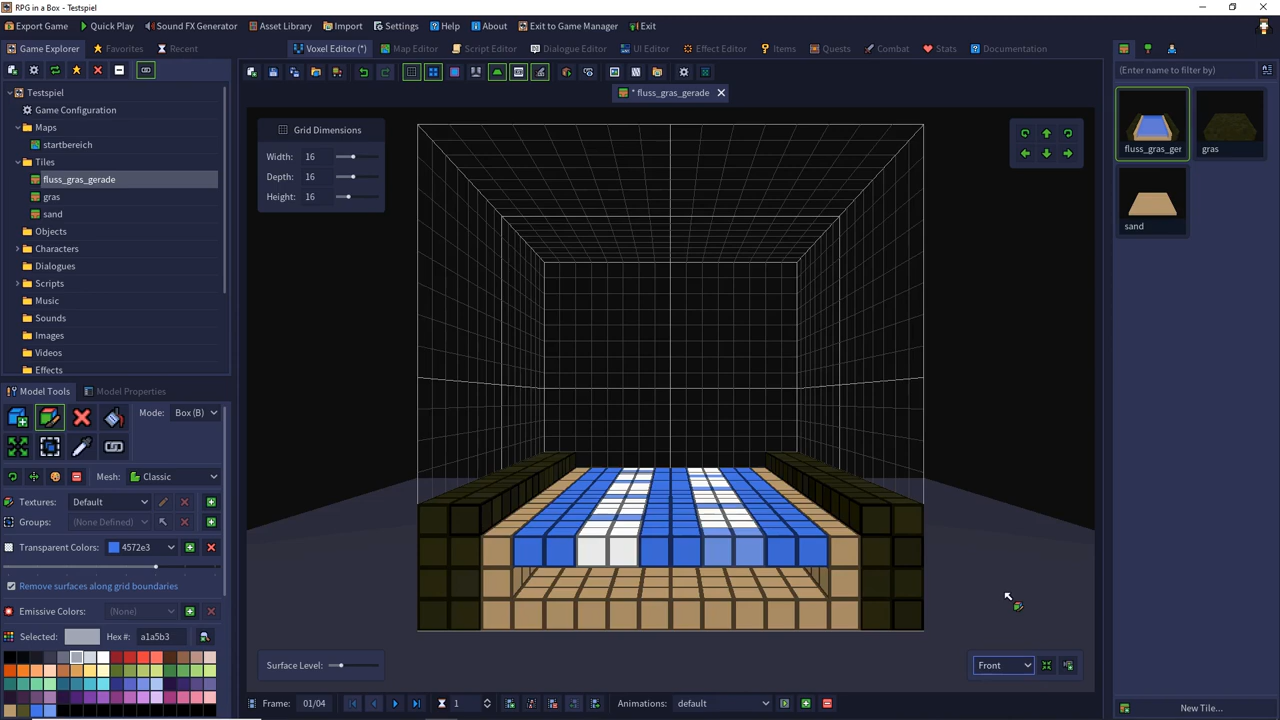 RPG in a Box - Testspiel
Export Game Quick Play Sound FX Generator Asset Library Import Settings Help About Exit to Game Manager Exit
Game Explorer Favorites Recent Voxel Editor (*) Map Editor Script Editor Dialogue Editor UI Editor Effect Editor Items Quests Combat Stats Documentation
(Enter name to filter by)
* fluss_gras_gerade
Testspiel
Game Configuration
Maps
startbereich
Tiles
fluss_gras_gerade
gras
sand
Objects
Characters
Dialogues
Scripts
Music
Sounds
Images
Videos
Effects
Grid Dimensions
Width: 16
Depth: 16
Height: 16
fluss_gras_ger gras
sand
Model Tools Model Properties
Mode: Box (B)
Mesh: Classic
Textures: Default
Groups: (None Defined)
Transparent Colors: 4572e3
Remove surfaces along grid boundaries
Emissive Colors: (None)
Selected: Hex #: a1a5b3
Surface Level:
Front
Frame: 01/04 1 Animations: default
New Tile...